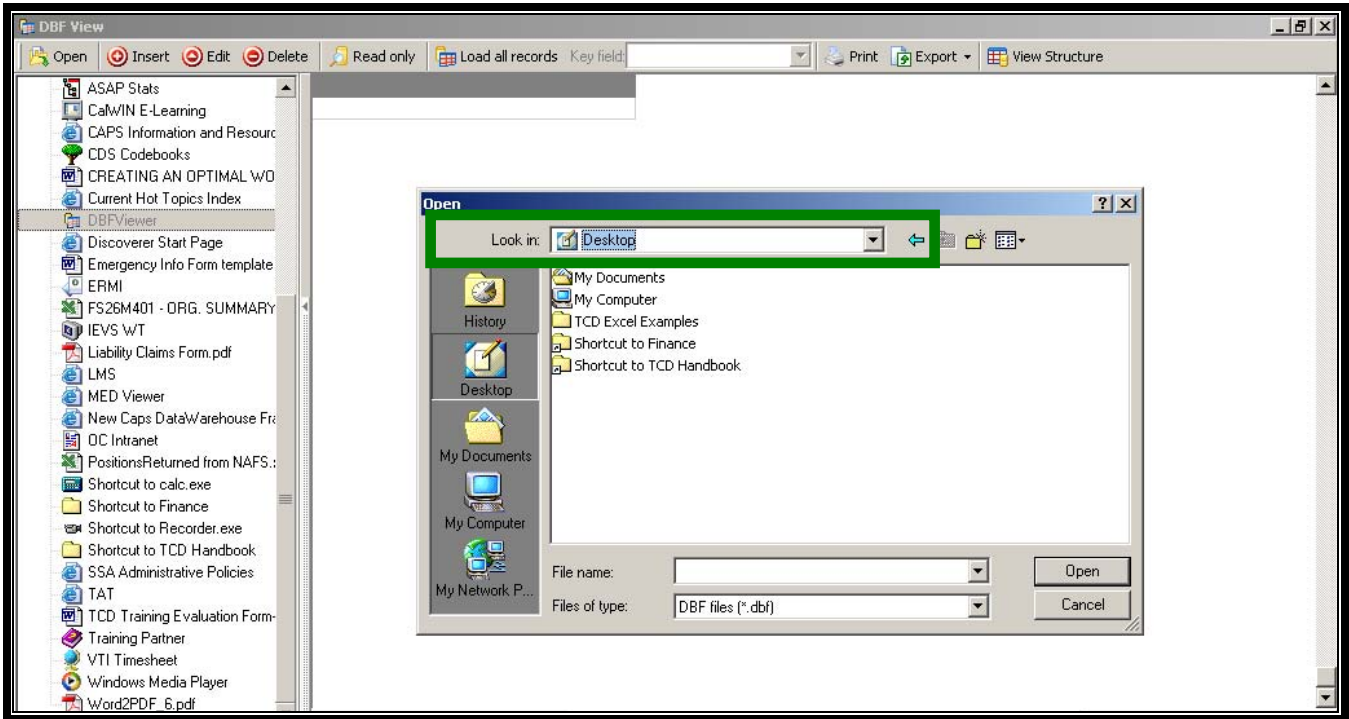 DBF View
Open Insert Edit Delete Read only Load all records Key field: Print Export View Structure
ASAP Stats
CalWIN E-Learning
CAPS Information and Resourc
CDS Codebooks
CREATING AN OPTIMAL WO
Current Hot Topics Index
DBFViewer
Discoverer Start Page
Emergency Info Form template
ERMI
FS26M401 - ORG. SUMMARY
IEVS WT
Liability Claims Form.pdf
LMS
MED Viewer
New Caps DataWarehouse Fra
OC Intranet
PositionsReturned from NAFS.:
Shortcut to calc.exe
Shortcut to Finance
Shortcut to Recorder.exe
Shortcut to TCD Handbook
SSA Administrative Policies
TAT
TCD Training Evaluation Form-
Training Partner
VTI Timesheet
Windows Media Player
Word2PDF_6.pdf
Open
Look in: Desktop
History
Desktop
My Documents
My Computer
My Network P...
My Documents
My Computer
TCD Excel Examples
Shortcut to Finance
Shortcut to TCD Handbook
File name: Open
Files of type: DBF files (*.dbf) Cancel